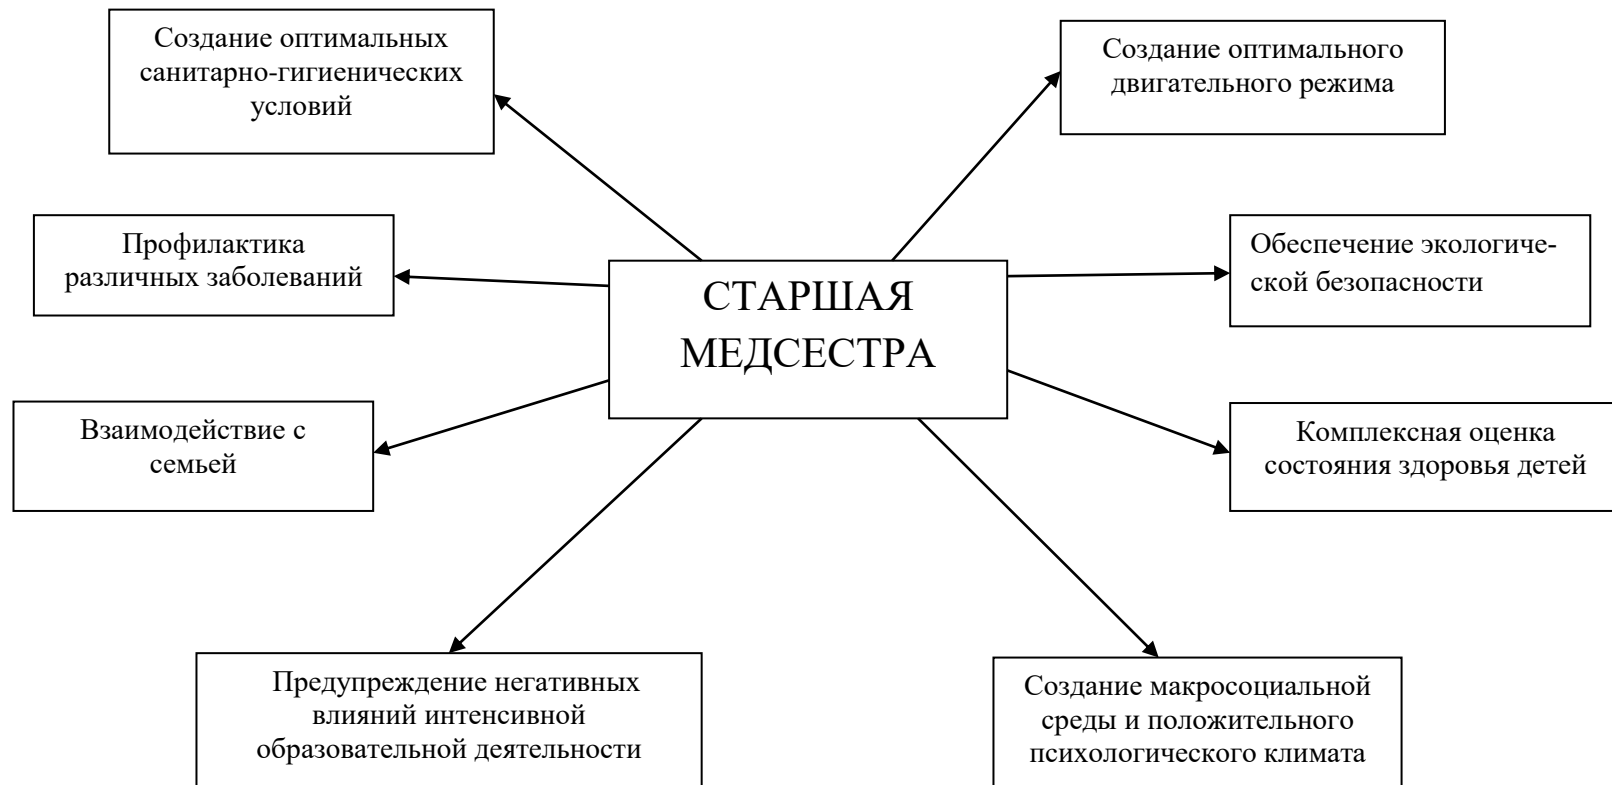 Создание оптимальных
санитарно-гигиенических
условий
Создание оптимального
двигательного режима
Профилактика
различных заболеваний
Обеспечение экологиче-
ской безопасности
СТАРШАЯ
МЕДСЕСТРА
Взаимодействие с
семьей
Комплексная оценка
состояния здоровья детей
Предупреждение негативных
влияний интенсивной
образовательной деятельности
Создание макросоциальной
среды и положительного
психологического климата